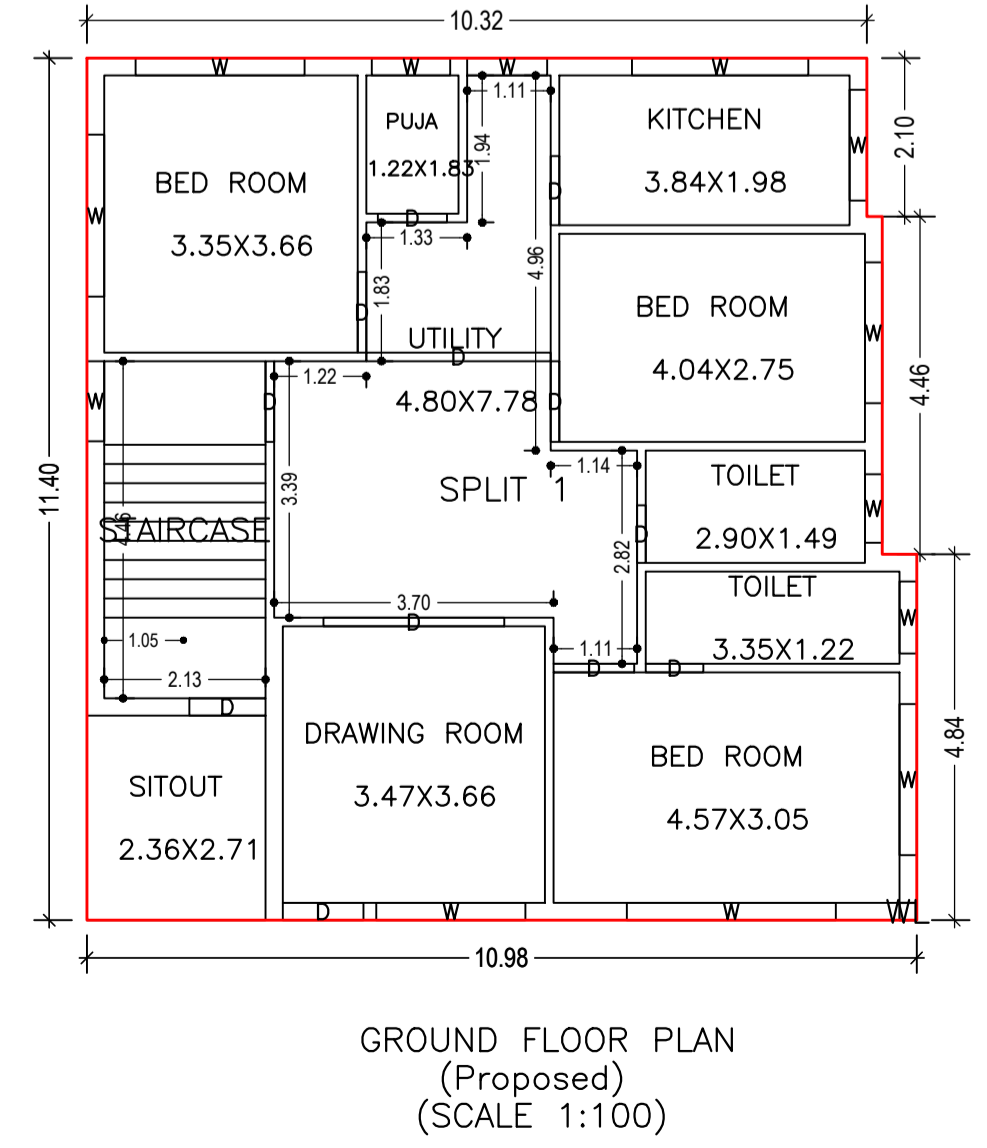 10.32
W
W
W
W
1.11
2.10
PUJA
KITCHEN
1.94
W
1.22X1.83
BED ROOM
3.84X1.98
D
W
D
1.33
3.35X3.66
4.96
1.83
BED ROOM
D
UTILITY
W
D
4.04X2.75
1.22
4.46
W
D
4.80X7.78
D
1.14
TOILET
11.40
3.39
SPLIT 1
W
STAIRCASE
4.46
D
2.90X1.49
2.82
TOILET
3.70
D
W
1.05
1.11
3.35X1.22
D
D
2.13
D
DRAWING ROOM
4.84
BED ROOM
W
SITOUT
3.47X3.66
4.57X3.05
2.36X2.71
D
W
W
W
10.98
GROUND FLOOR PLAN
(Proposed)
(SCALE 1:100)